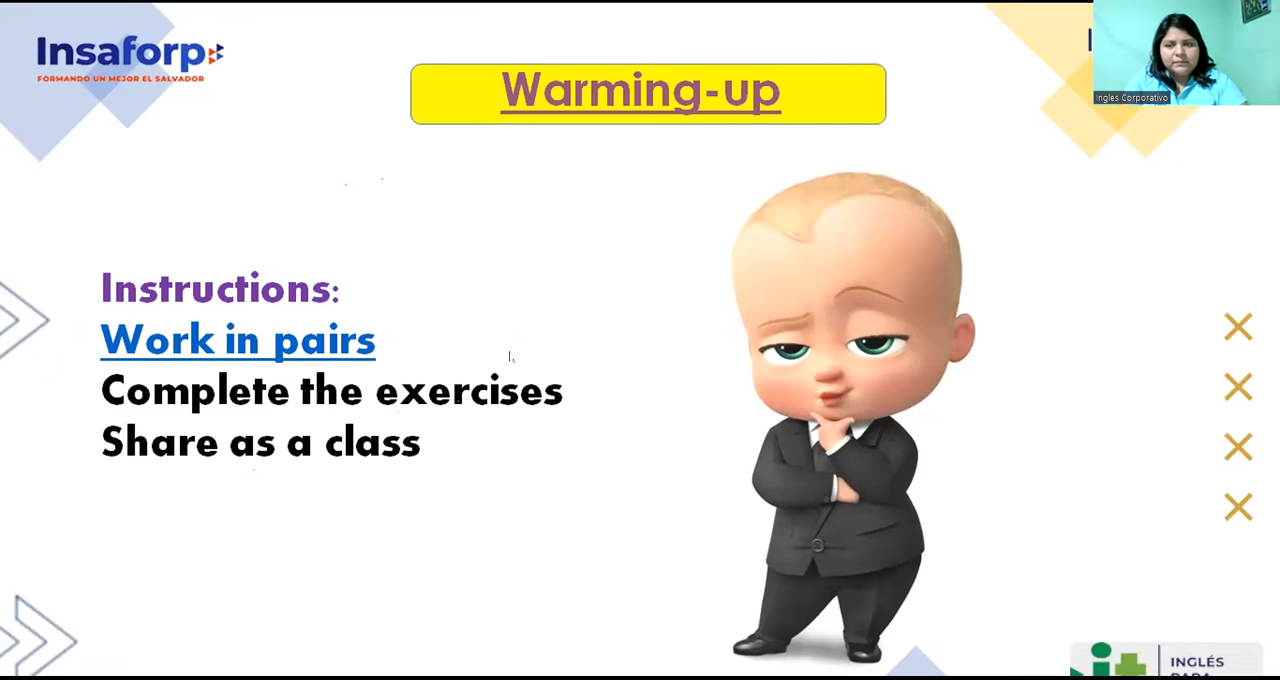 Insaforp
FORMANDO UN MEJOR EL SALVADOR
Warming-up
Ingles Corporativo
Instructions:
Work in pairs
Complete the exercises
Share as a class
INGLÉS
PARA